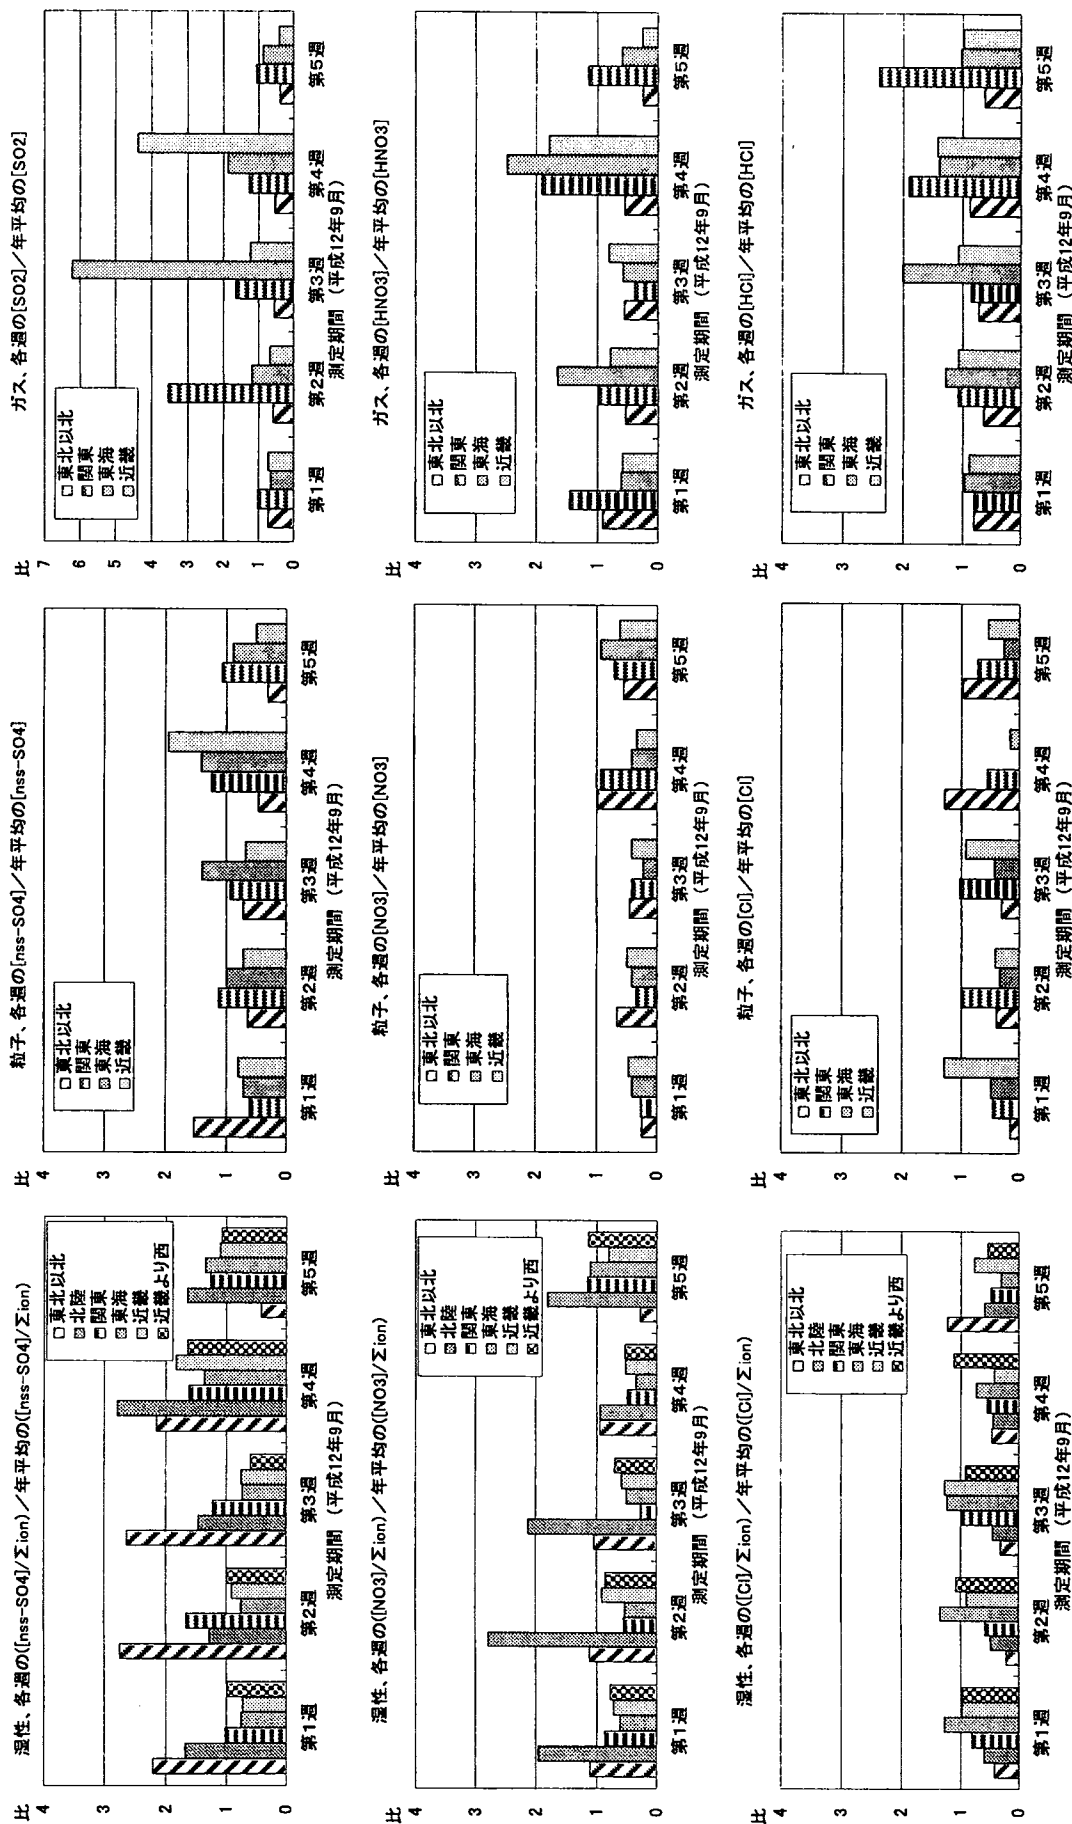 湿性、各週の([nss-SO4]/Σion)／年平均の([nss-SO4]/Σion)
比
4
3
2
1
0
東北以北
北陸
関東
東海
近畿
近畿より西
第1週 第2週 第3週 第4週 第5週
測定期間（平成12年9月）
粒子、各週の[nss-SO4]／年平均の[nss-SO4]
比
4
3
2
1
0
東北以北
関東
東海
近畿
第1週 第2週 第3週 第4週 第5週
測定期間（平成12年9月）
ガス、各週の[SO2]／年平均の[SO2]
比
7
6
5
4
3
2
1
0
東北以北
関東
東海
近畿
第1週 第2週 第3週 第4週 第5週
測定期間（平成12年9月）
湿性、各週の([NO3]/Σion)／年平均の([NO3]/Σion)
比
4
3
2
1
0
東北以北
北陸
関東
東海
近畿
近畿より西
第1週 第2週 第3週 第4週 第5週
測定期間（平成12年9月）
粒子、各週の[NO3]／年平均の[NO3]
比
4
3
2
1
0
東北以北
関東
東海
近畿
第1週 第2週 第3週 第4週 第5週
測定期間（平成12年9月）
ガス、各週の[HNO3]／年平均の[HNO3]
比
4
3
2
1
0
東北以北
関東
東海
近畿
第1週 第2週 第3週 第4週 第5週
測定期間（平成12年9月）
湿性、各週の([Cl]/Σion)／年平均の([Cl]/Σion)
比
4
3
2
1
0
東北以北
北陸
関東
東海
近畿
近畿より西
第1週 第2週 第3週 第4週 第5週
測定期間（平成12年9月）
粒子、各週の[Cl]／年平均の[Cl]
比
4
3
2
1
0
東北以北
関東
東海
近畿
第1週 第2週 第3週 第4週 第5週
測定期間（平成12年9月）
ガス、各週の[HCl]／年平均の[HCl]
比
4
3
2
1
0
東北以北
関東
東海
近畿
第1週 第2週 第3週 第4週 第5週
測定期間（平成12年9月）